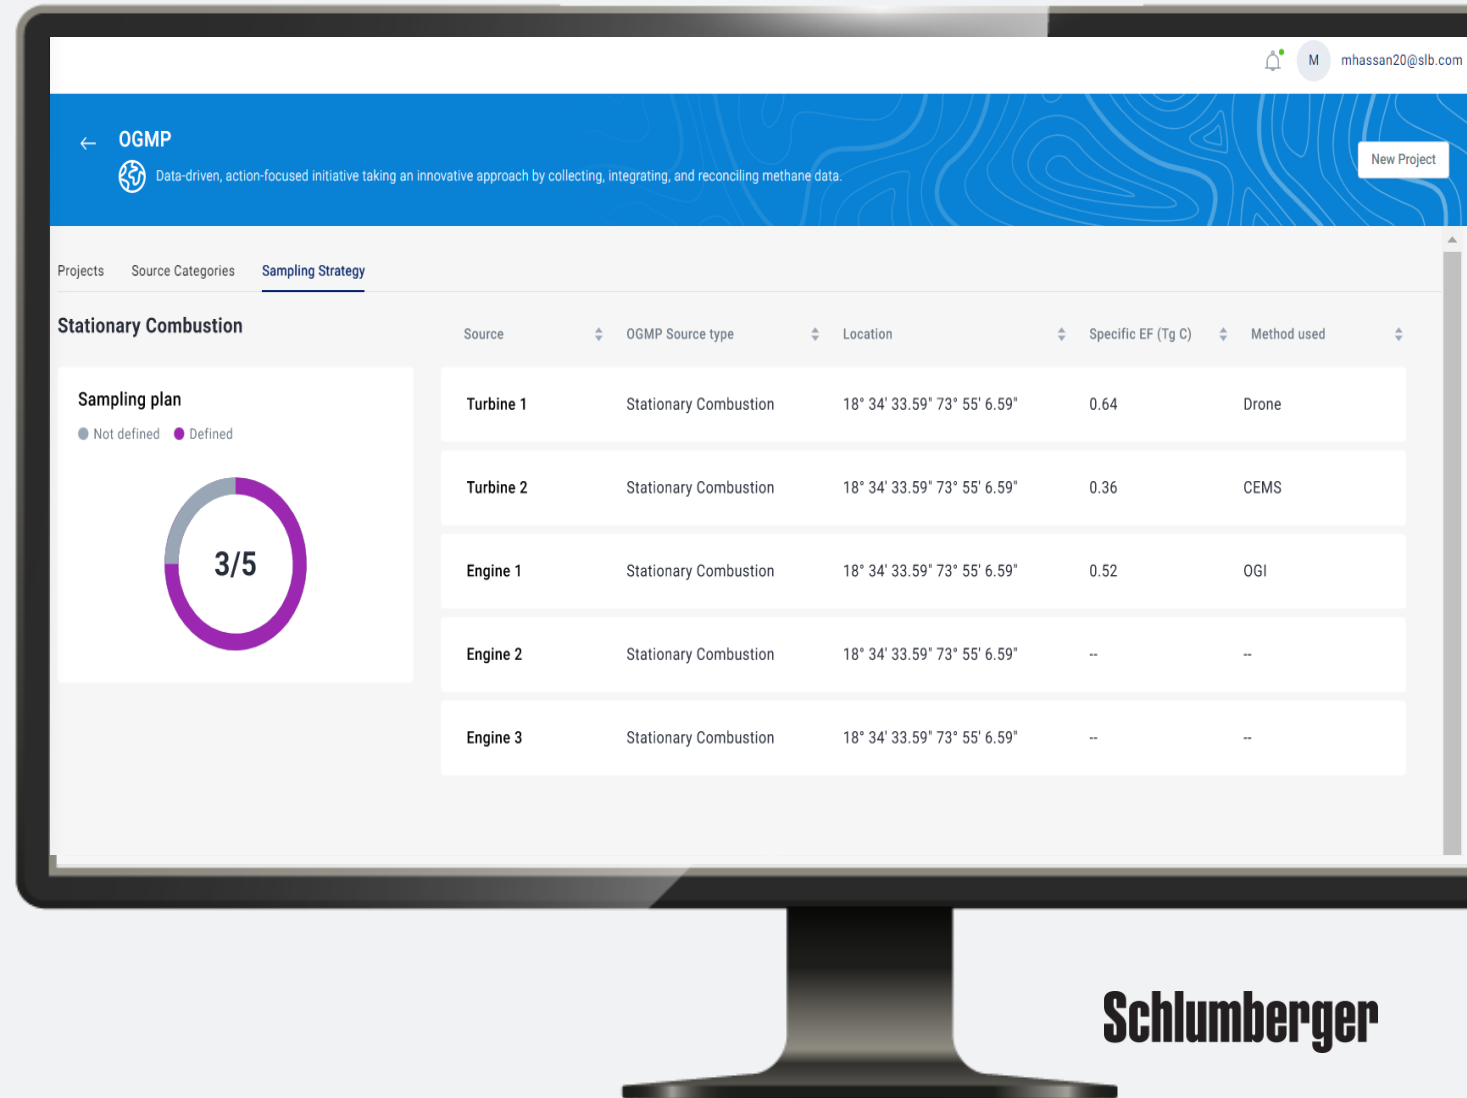 M mhassan20@slb.com
OGMP
Data-driven, action-focused initiative taking an innovative approach by collecting, integrating, and reconciling methane data.
New Project
Projects Source Categories Sampling Strategy
Stationary Combustion
Sampling plan
Not defined Defined
3/5
Source OGMP Source type Location Specific EF (Tg C) Method used
Turbine 1 Stationary Combustion 18° 34' 33.59" 73° 55' 6.59" 0.64 Drone
Turbine 2 Stationary Combustion 18° 34' 33.59" 73° 55' 6.59" 0.36 CEMS
Engine 1 Stationary Combustion 18° 34' 33.59" 73° 55' 6.59" 0.52 OGI
Engine 2 Stationary Combustion 18° 34' 33.59" 73° 55' 6.59" -- --
Engine 3 Stationary Combustion 18° 34' 33.59" 73° 55' 6.59" -- --
Schlumberger